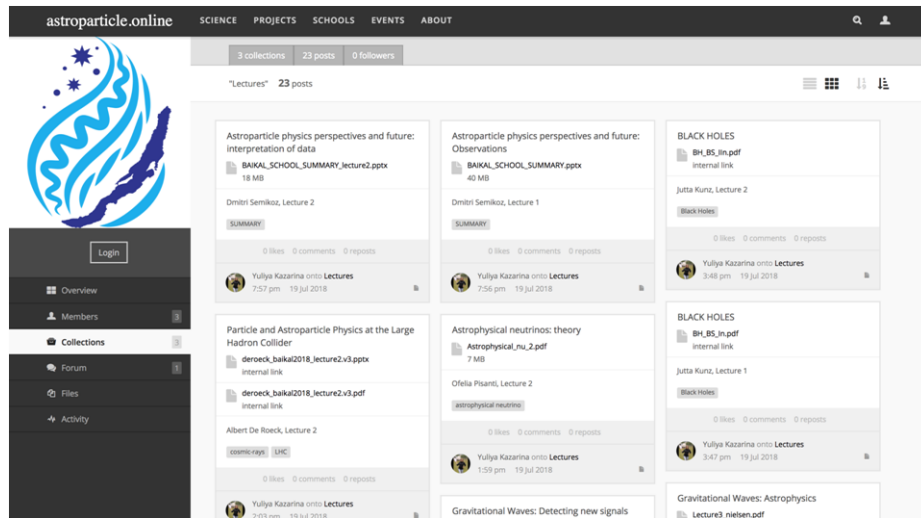 astroparticle.online
SCIENCE PROJECTS SCHOOLS EVENTS ABOUT
3 collections 23 posts 0 followers
"Lectures" 23 posts
Login
Overview
Members 3
Collections 3
Forum 1
Files
Activity
Astroparticle physics perspectives and future:
interpretation of data
BAIKAL_SCHOOL_SUMMARY_lecture2.pptx
18 MB
Dmitri Semikoz, Lecture 2
SUMMARY
0 likes 0 comments 0 reposts
Yuliya Kazarina onto Lectures
7:57 pm 19 Jul 2018
Particle and Astroparticle Physics at the Large
Hadron Collider
deroeck_baikal2018_lecture2.v3.pptx
internal link
deroeck_baikal2018_lecture2.v3.pdf
internal link
Albert De Roeck, Lecture 2
cosmic rays LHC
0 likes 0 comments 0 reposts
Yuliya Kazarina onto Lectures
2:03 pm 19 Jul 2018
Astroparticle physics perspectives and future:
Observations
BAIKAL_SCHOOL_SUMMARY.pptx
40 MB
Dmitri Semikoz, Lecture 1
SUMMARY
0 likes 0 comments 0 reposts
Yuliya Kazarina onto Lectures
7:56 pm 19 Jul 2018
Astrophysical neutrinos: theory
Astrophysical_nu_2.pdf
7 MB
Ofelia Pisanti, Lecture 2
astrophysical neutrino
0 likes 0 comments 0 reposts
Yuliya Kazarina onto Lectures
1:59 pm 19 Jul 2018
Gravitational Waves: Detecting new signals
BLACK HOLES
BH_BS_IIn.pdf
internal link
Jutta Kunz, Lecture 2
Black Holes
0 likes 0 comments 0 reposts
Yuliya Kazarina onto Lectures
3:48 pm 19 Jul 2018
BLACK HOLES
BH_BS_In.pdf
internal link
Jutta Kunz, Lecture 1
Black Holes
0 likes 0 comments 0 reposts
Yuliya Kazarina onto Lectures
3:47 pm 19 Jul 2018
Gravitational Waves: Astrophysics
Lecture3_nielsen.pdf